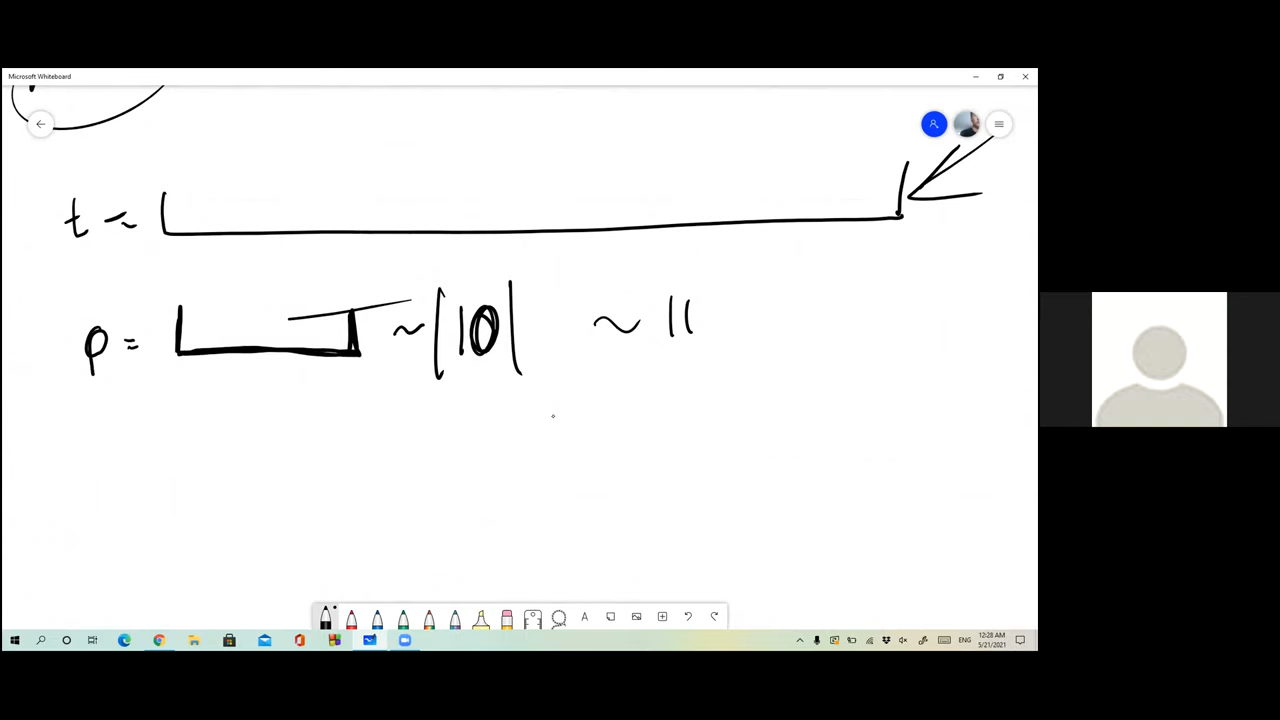 Microsoft Whiteboard
t ~
p = ~ |10| ~ 11
A
ENG
12:28 AM
5/21/2021